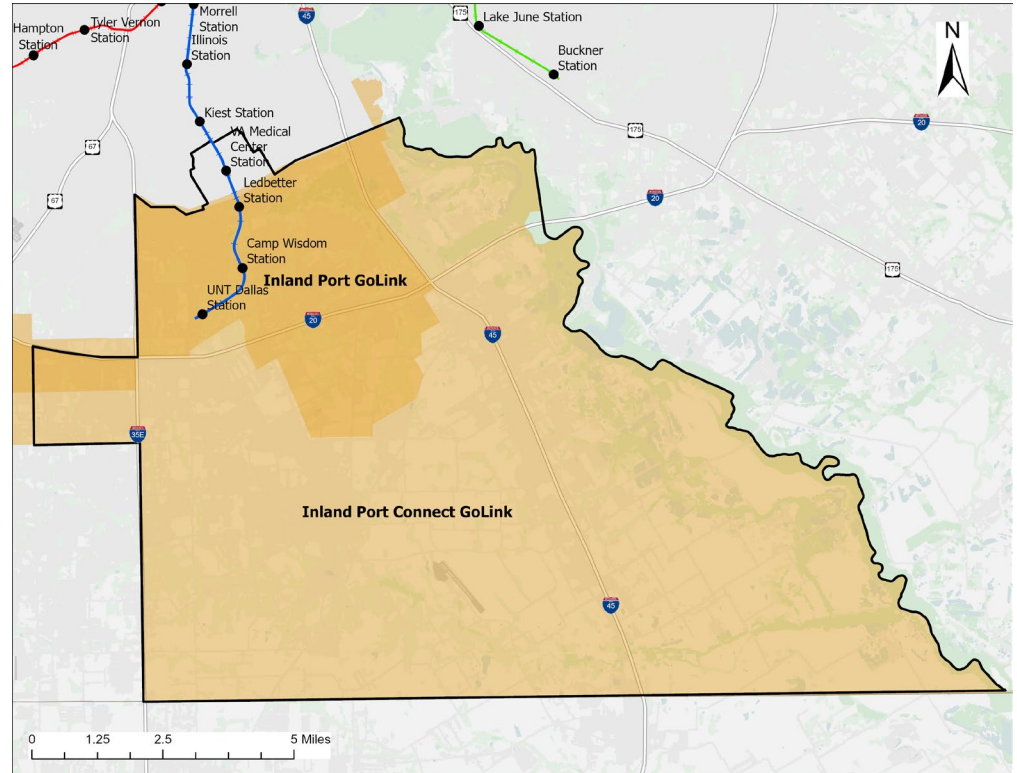 Morrell
Station
45
175
Lake June Station
N
Hampton
Station
Tyler Vernon
Station
Illinois
Station
Buckner
Station
Kiest Station
20
175
67
VA Medical
Center
Station
Ledbetter
Station
67
20
Camp Wisdom
Station
175
Inland Port GoLink
UNT Dallas
Station
20
45
35E
Inland Port Connect GoLink
45
0
1.25
2.5
5 Miles